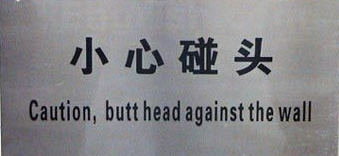 小心碰头
Caution, butt head against the wall